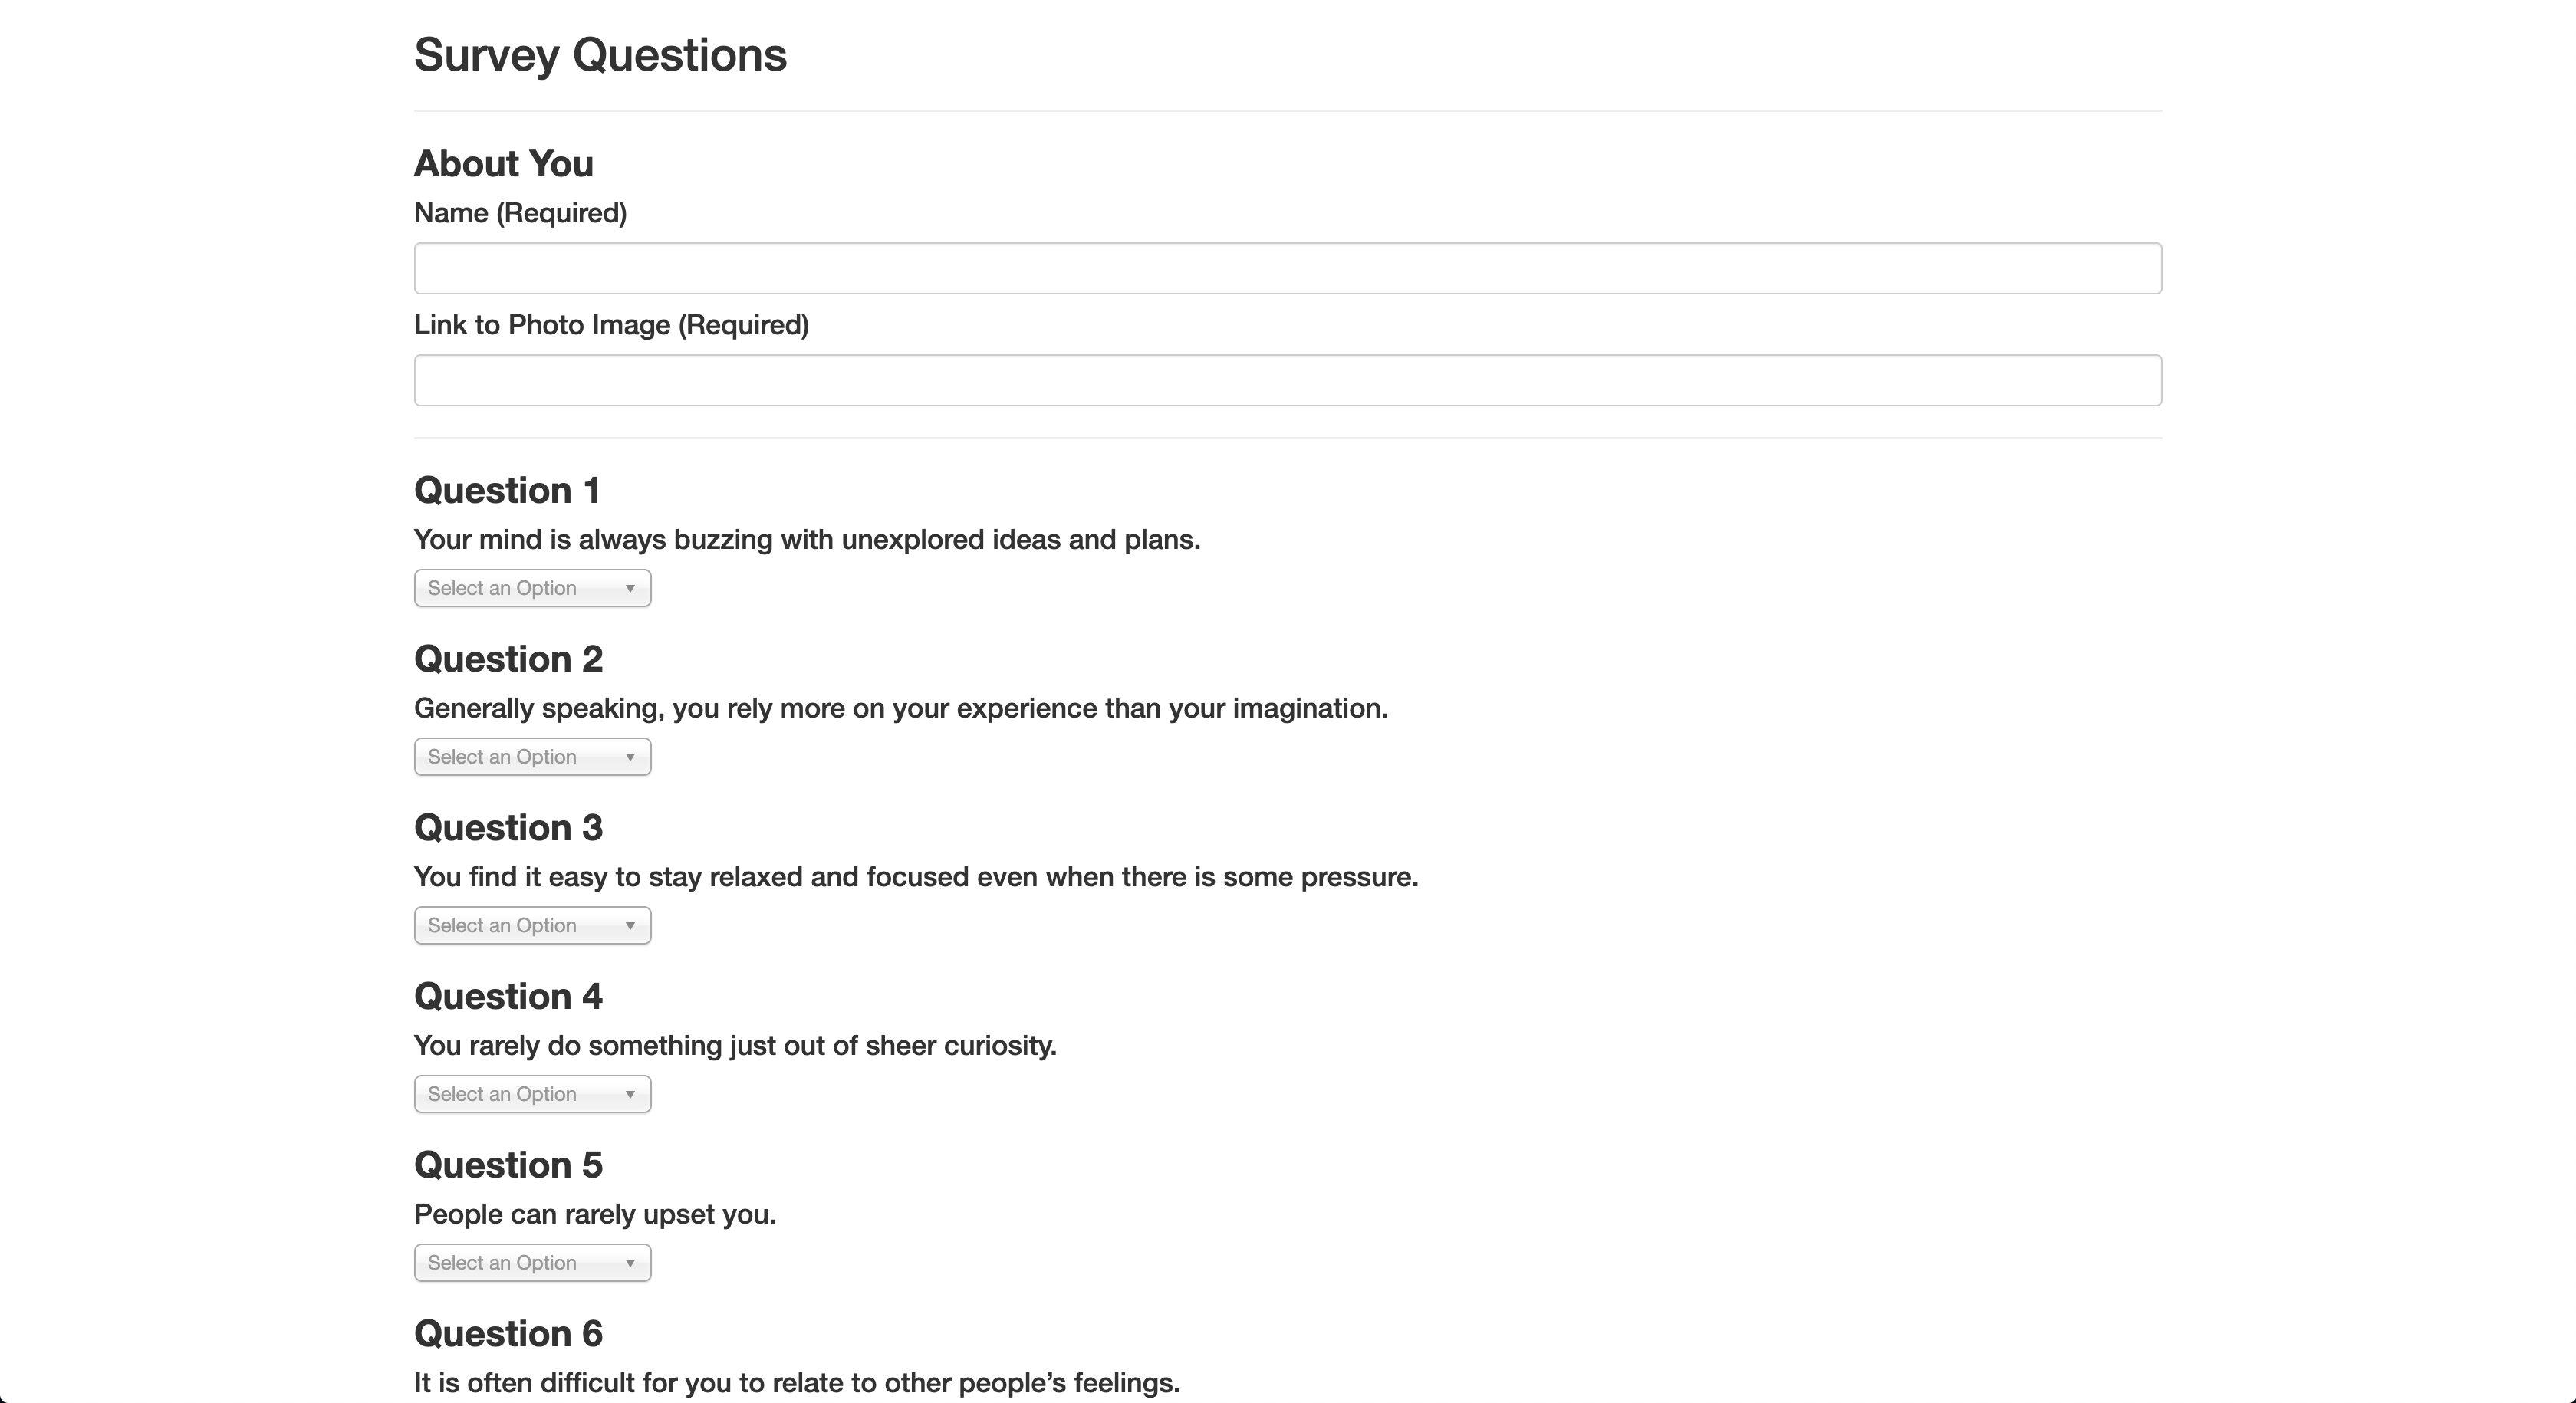 Survey Questions
About You
Name (Required)
Link to Photo Image (Required)
Question 1
Your mind is always buzzing with unexplored ideas and plans.
Select an Option
Question 2
Generally speaking, you rely more on your experience than your imagination.
Select an Option
Question 3
You find it easy to stay relaxed and focused even when there is some pressure.
Select an Option
Question 4
You rarely do something just out of sheer curiosity.
Select an Option
Question 5
People can rarely upset you.
Select an Option
Question 6
It is often difficult for you to relate to other people’s feelings.